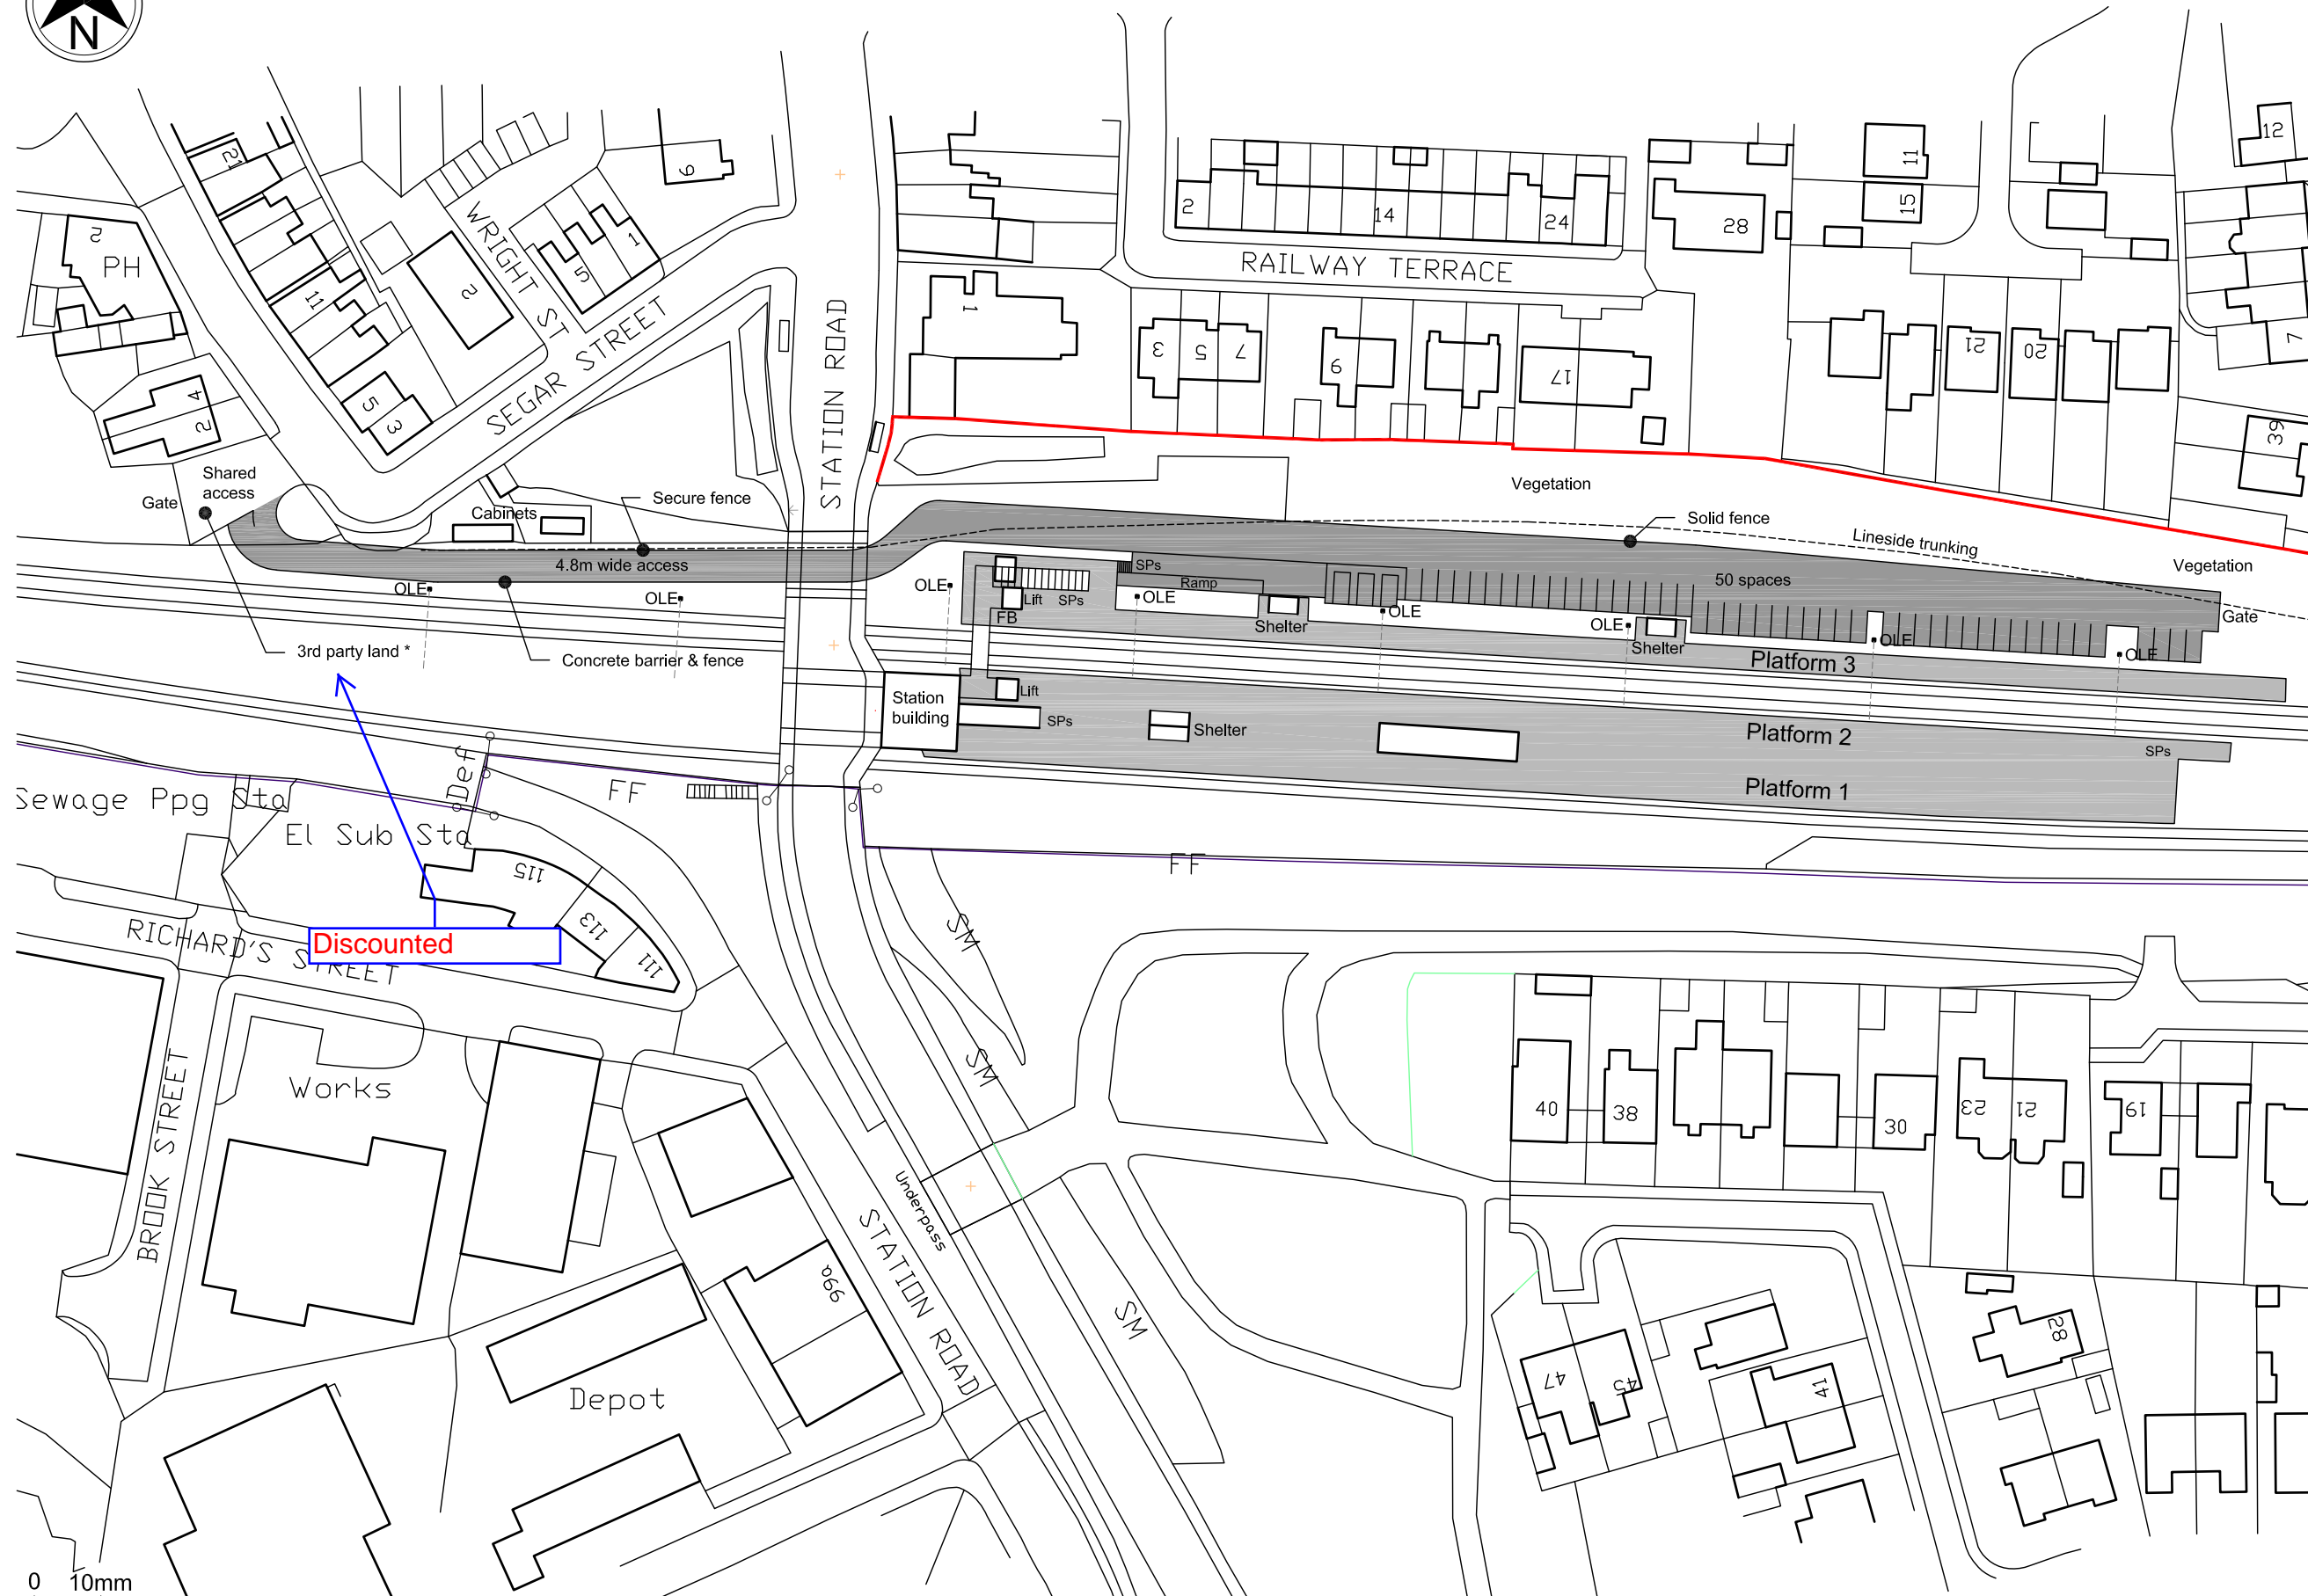 N
12
21
9
2
PH
WRIGHT ST
1
5
2
11
SEGAR STREET
STATION ROAD
2
14
24
28
11
15
RAILWAY TERRACE
1
3
5
7
9
17
21
20
7
39
5
3
4
2
Shared
access
Gate
Cabinets
Secure fence
Vegetation
Solid fence
Lineside trunking
Vegetation
4.8m wide access
50 spaces
Gate
OLE
OLE
OLE
OLE
OLE
OLE
OLE
OLE
SPs
Ramp
Lift
SPs
FB
Shelter
Shelter
3rd party land *
Concrete barrier & fence
Platform 3
Station
building
Lift
SPs
Shelter
Platform 2
SPs
Platform 1
Def
FF
FF
Sewage Ppg Sta
El Sub Sta
115
113
111
RICHARD'S STREET
Discounted
SM
SM
SM
BROOK STREET
Works
Underpass
STATION ROAD
99a
Depot
40
38
30
23
21
19
28
47
45
41
0 10mm